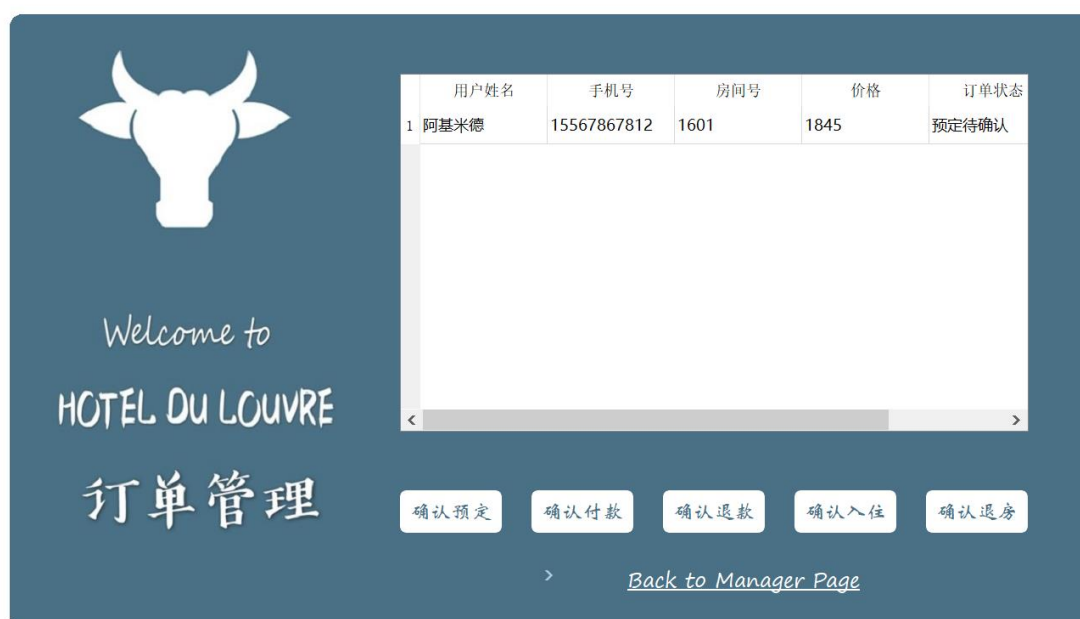 用户姓名 手机号 房间号 价格 订单状态
1 阿基米德 15567867812 1601 1845 预定待确认
Welcome to
HOTEL DU LOUVRE
订单管理
确认预定 确认付款 确认退款 确认入住 确认退房
Back to Manager Page